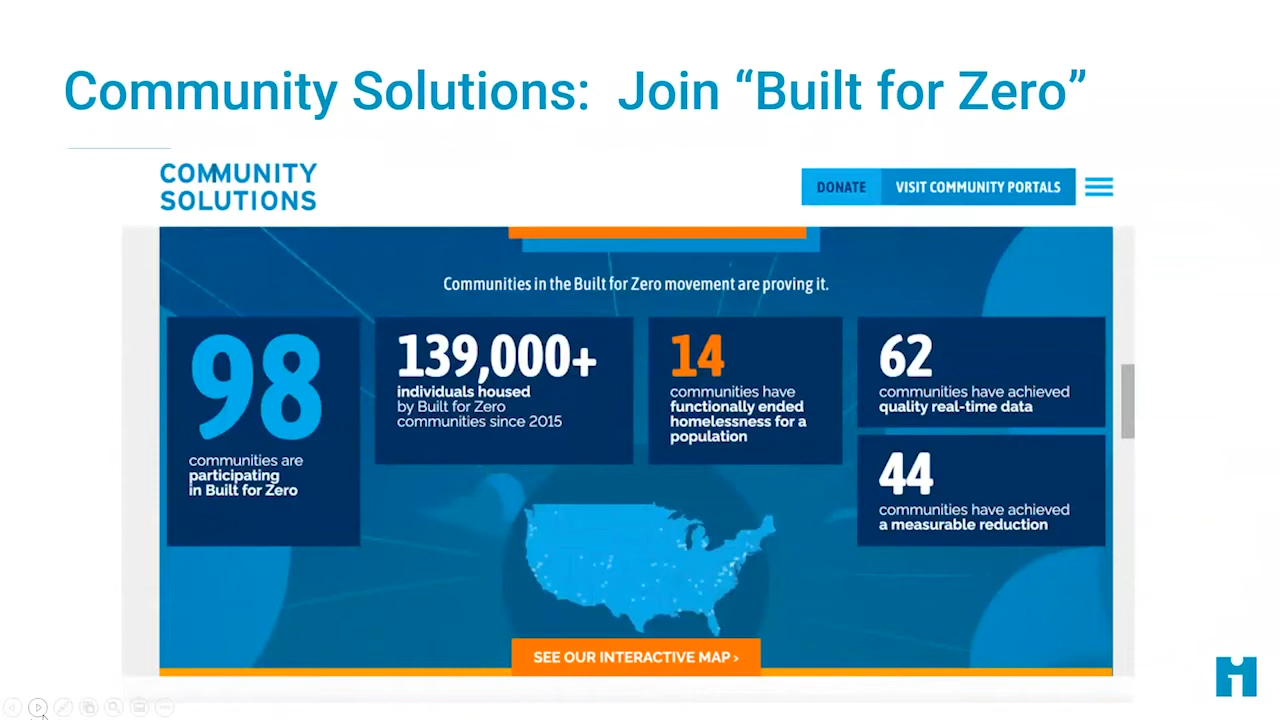 Community Solutions: Join “Built for Zero”
COMMUNITY
SOLUTIONS
DONATE
VISIT COMMUNITY PORTALS
Communities in the Built for Zero movement are proving it.
98
communities are
participating
in Built for Zero
139,000+
individuals housed
by Built for Zero
communities since 2015
14
communities have
functionally ended
homelessness for a
population
62
communities have achieved
quality real-time data
44
communities have achieved
a measurable reduction
SEE OUR INTERACTIVE MAP ›